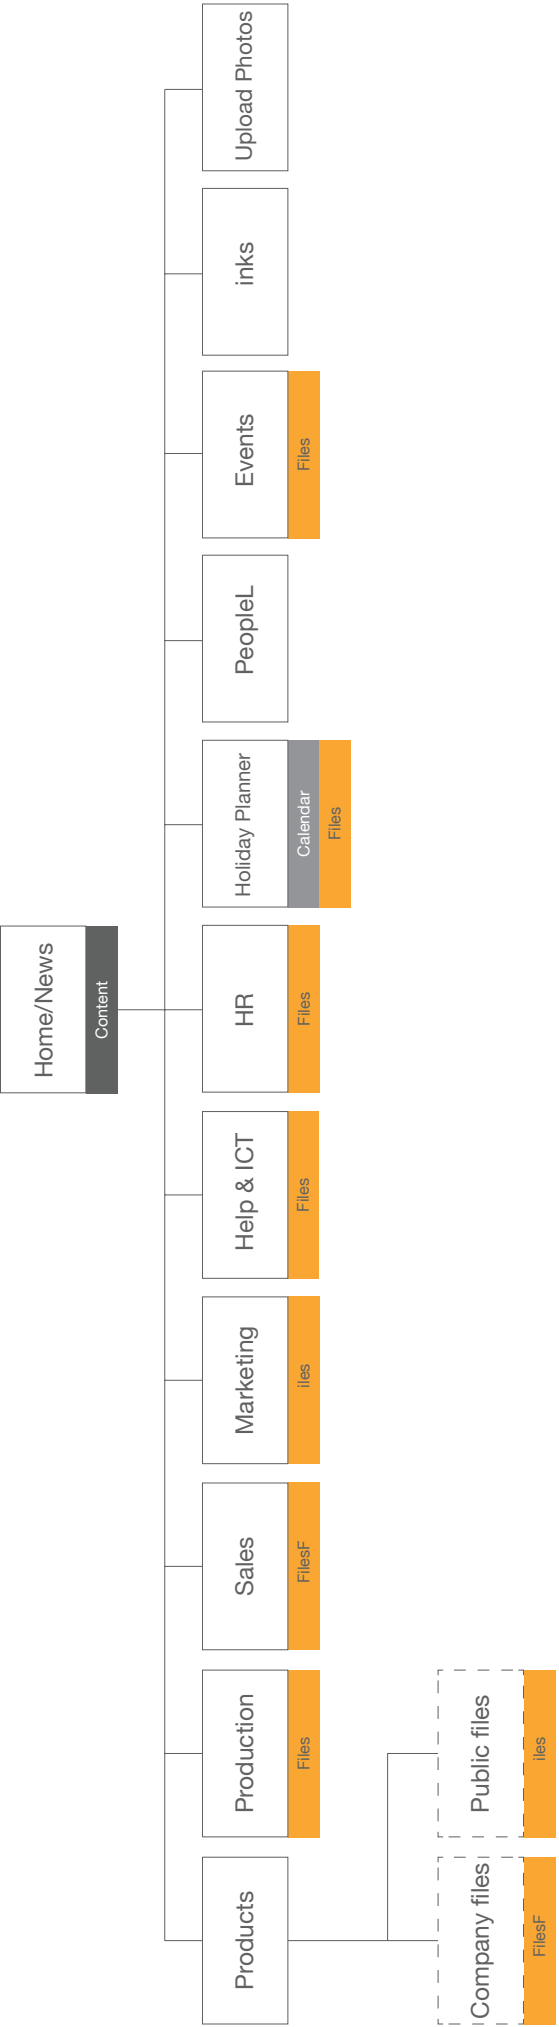 Home/News
Content
Products
Production
Files
Sales
FilesF
Marketing
iles
Help & ICT
Files
HR
Files
Holiday Planner
Calendar
Files
PeopleL
Events
Files
inks
Upload Photos
Company files
FilesF
Public files
iles